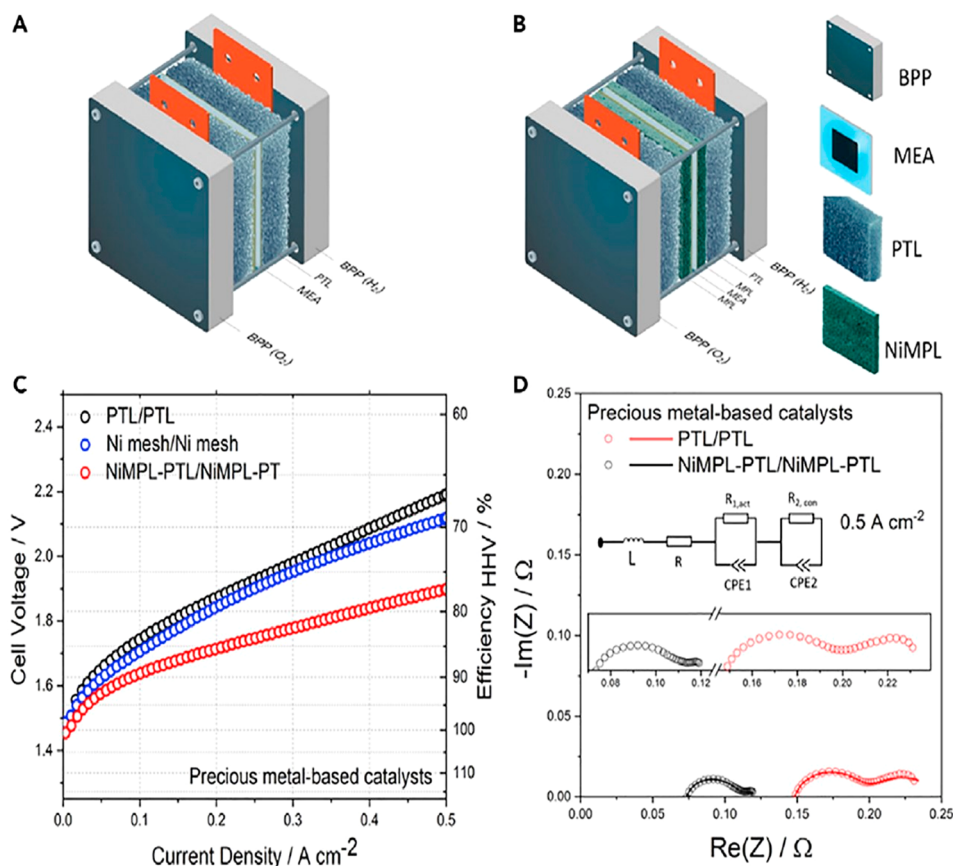 A
PTL
MEA
BPP (H₂)
BPP (O₂)
B
PTL
MPL
MEA
MPL
BPP (H₂)
BPP (O₂)
BPP
MEA
PTL
NiMPL
C
PTL/PTL
Ni mesh/Ni mesh
NiMPL-PTL/NiMPL-PT
2.4
2.2
2.0
1.8
1.6
1.4
Cell Voltage / V
60
69
78
90
100
110
Efficiency HHV / %
Precious metal-based catalysts
0.0
0.1
0.2
0.3
0.4
0.5
Current Density / A cm⁻²
D
Precious metal-based catalysts
PTL/PTL
NiMPL-PTL/NiMPL-PTL
R1,act
R2, con
0.5 A cm⁻²
L
R
CPE1
CPE2
0.08
0.10
0.12
0.15
0.17
0.20
0.22
0.25
0.20
0.15
0.10
0.05
0.00
-Im(Z) / Ω
0.00
0.05
0.10
0.15
0.20
0.25
Re(Z) / Ω